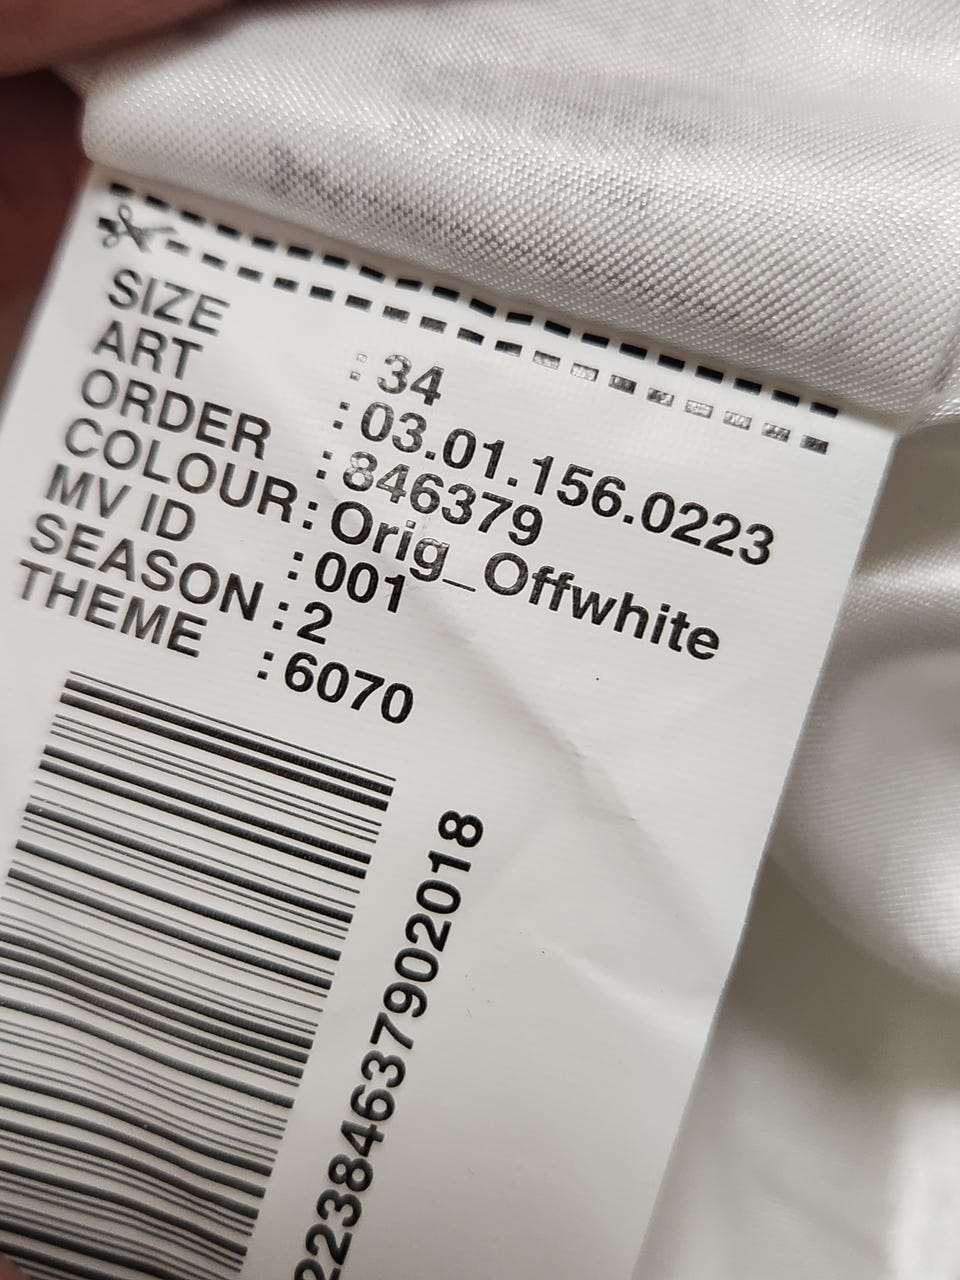 SIZE : 34
ART : 03.01.156.0223
ORDER : 846379
COLOUR: Orig_Offwhite
MV ID : 001
SEASON : 2
THEME : 6070
22384637902018